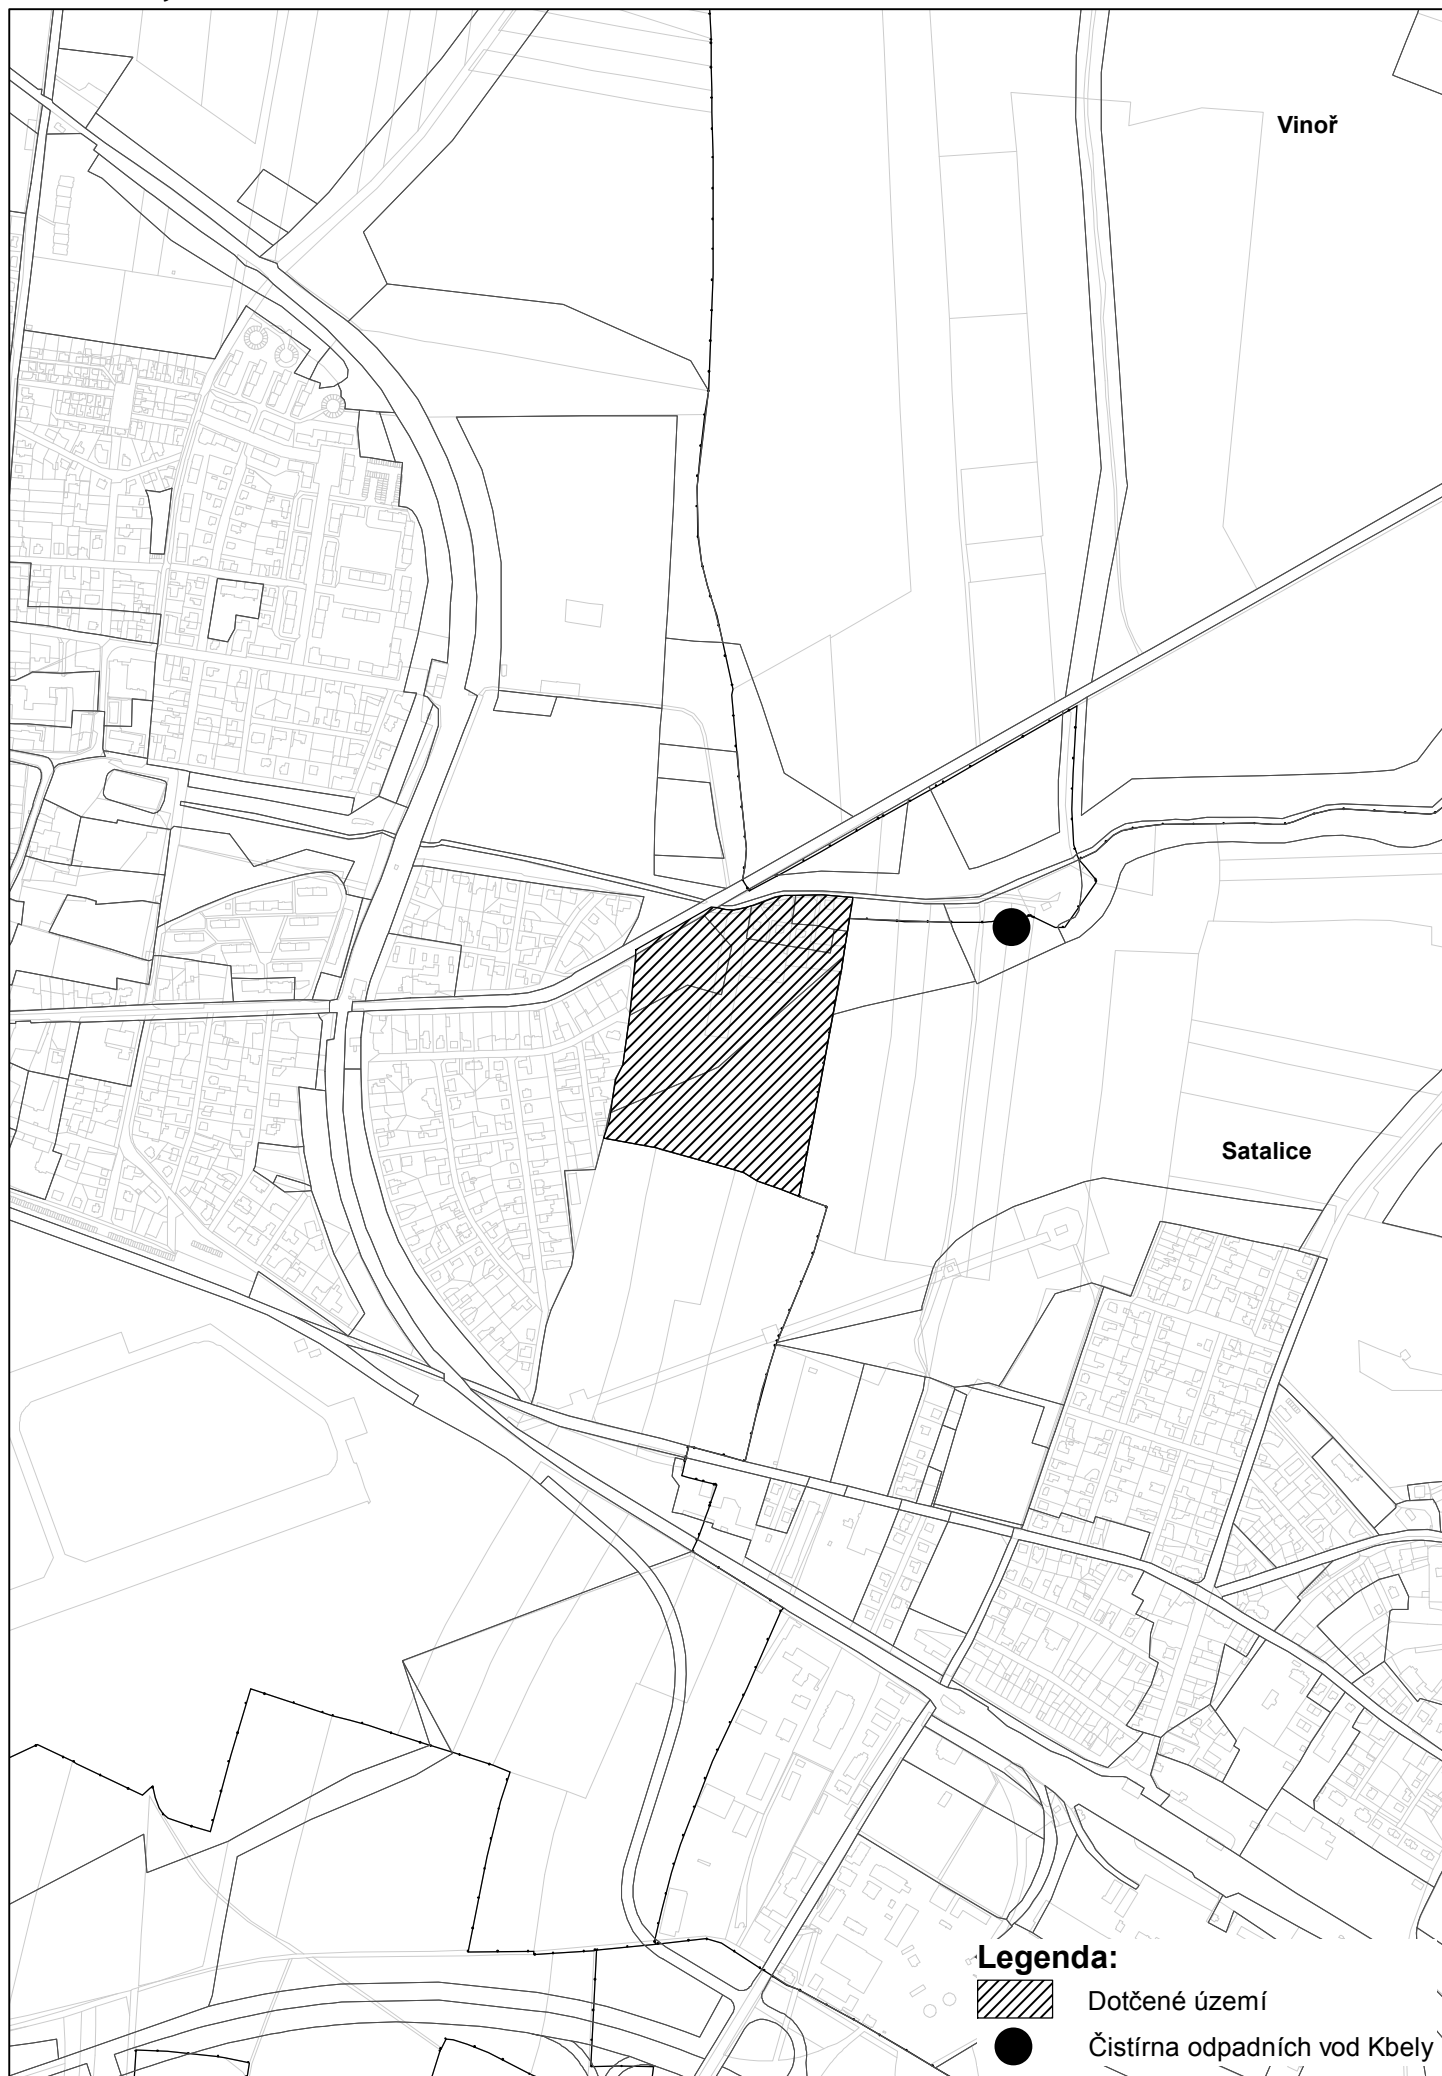 Vinoř
Satalice
Legenda:
Dotčené území
Čistírna odpadních vod Kbely